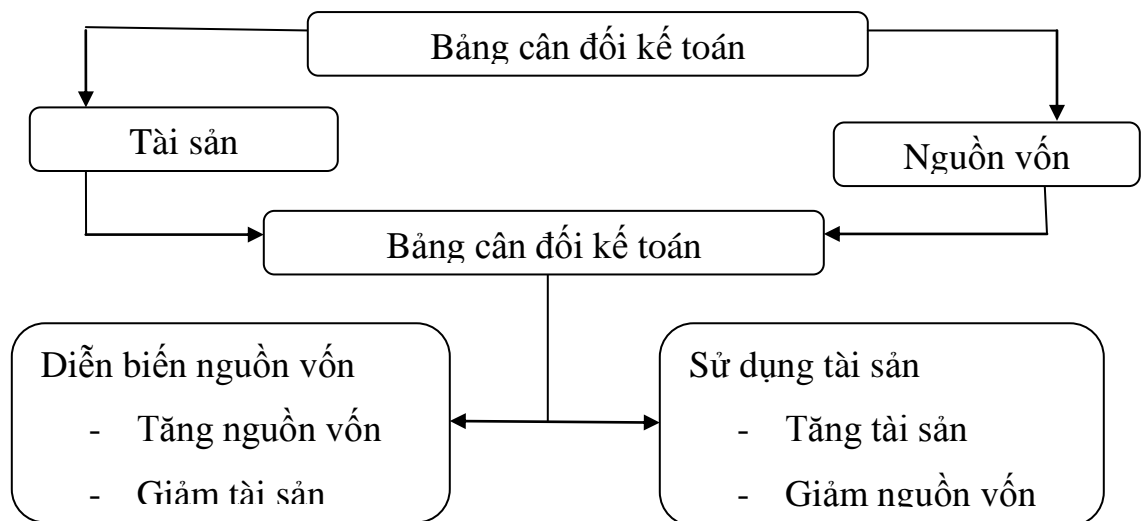 Bảng cân đối kế toán
Tài sản
Nguồn vốn
Bảng cân đối kế toán
Diễn biến nguồn vốn
- Tăng nguồn vốn
- Giảm tài sản
Sử dụng tài sản
- Tăng tài sản
- Giảm nguồn vốn